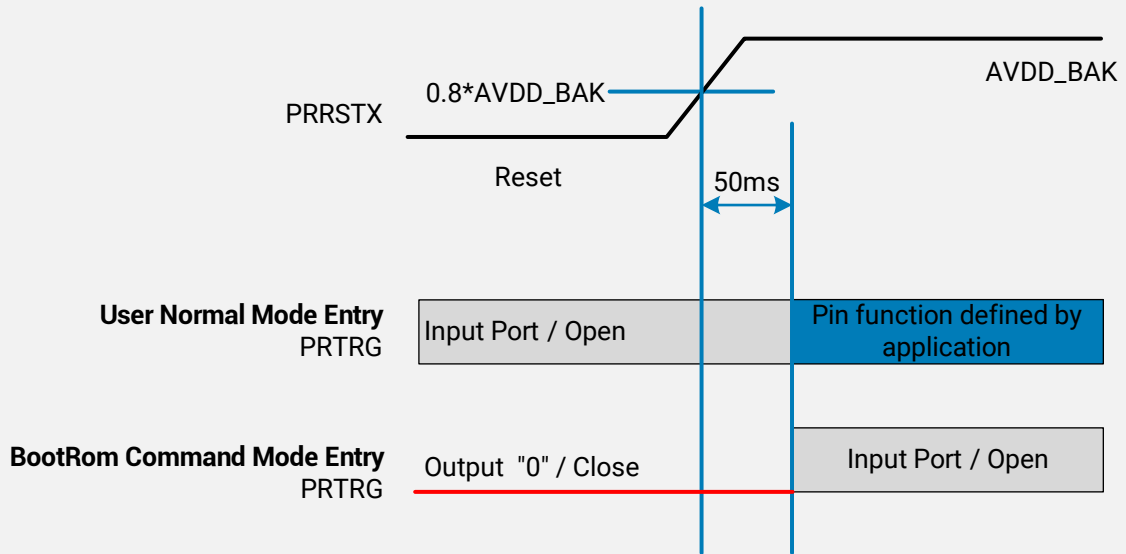 AVDD_BAK
0.8*AVDD_BAK
PRRSTX
Reset
50ms
User Normal Mode Entry
PRTRG
Input Port / Open
Pin function defined by
application
BootRom Command Mode Entry
PRTRG
Output "0" / Close
Input Port / Open